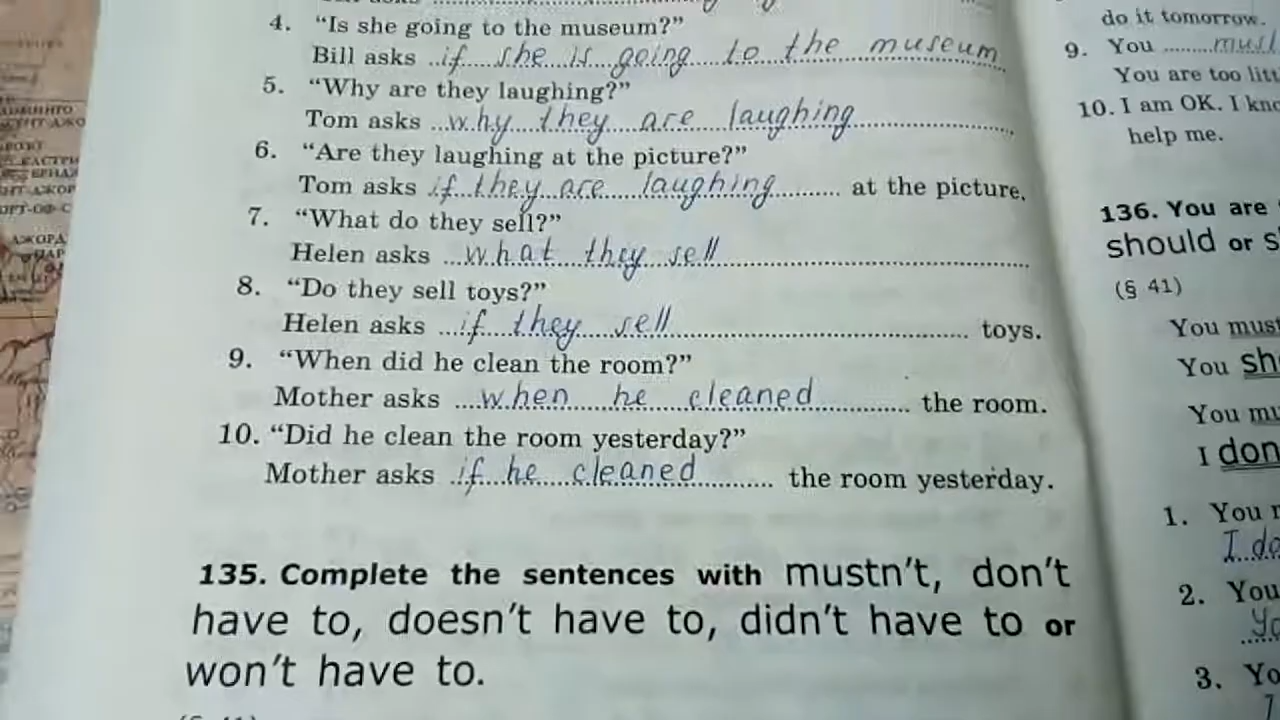 4. "Is she going to the museum?"
Bill asks if she is going to the museum
5. "Why are they laughing?"
Tom asks why they are laughing
6. "Are they laughing at the picture?"
Tom asks if they are laughing at the picture.
7. "What do they sell?"
Helen asks what they sell
8. "Do they sell toys?"
Helen asks if they sell toys.
9. "When did he clean the room?"
Mother asks when he cleaned the room.
10. "Did he clean the room yesterday?"
Mother asks if he cleaned the room yesterday.
135. Complete the sentences with mustn't, don't
have to, doesn't have to, didn't have to or
won't have to.
do it tomorrow.
9. You
You are too
10. I am OK. I
help me.
136. You are
should or
(§ 41)
You
You
You
I
1. You
I
2. You
3.